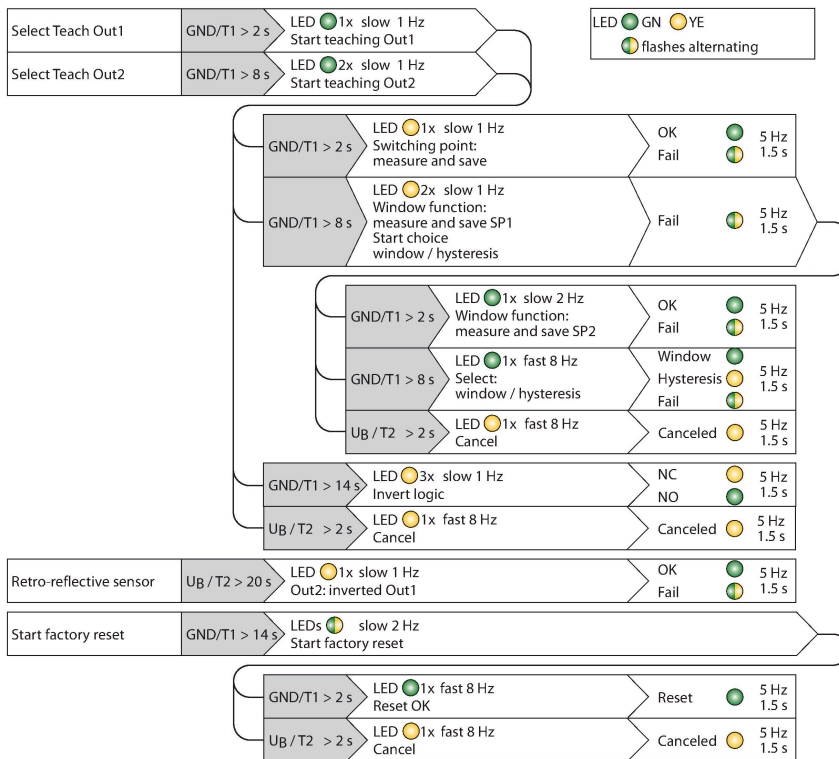 LED GN YE
flashes alternating
Select Teach Out1
GND/T1 > 2 s
LED 1x slow 1 Hz
Start teaching Out1
Select Teach Out2
GND/T1 > 8 s
LED 2x slow 1 Hz
Start teaching Out2
GND/T1 > 2 s
LED 1x slow 1 Hz
Switching point:
measure and save
OK
Fail
5 Hz
1.5 s
GND/T1 > 8 s
LED 2x slow 1 Hz
Window function:
measure and save SP1
Start choice
window / hysteresis
Fail
5 Hz
1.5 s
GND/T1 > 2 s
LED 1x slow 2 Hz
Window function:
measure and save SP2
OK
Fail
5 Hz
1.5 s
GND/T1 > 8 s
LED 1x fast 8 Hz
Select:
window / hysteresis
Window
Hysteresis
Fail
5 Hz
1.5 s
UB / T2 > 2 s
LED 1x fast 8 Hz
Cancel
Canceled
5 Hz
1.5 s
GND/T1 > 14 s
LED 3x slow 1 Hz
Invert logic
NC
NO
5 Hz
1.5 s
UB / T2 > 2 s
LED 1x fast 8 Hz
Cancel
Canceled
5 Hz
1.5 s
Retro-reflective sensor
UB / T2 > 20 s
LED 1x slow 1 Hz
Out2: inverted Out1
OK
Fail
5 Hz
1.5 s
Start factory reset
GND/T1 > 14 s
LEDs slow 2 Hz
Start factory reset
GND/T1 > 2 s
LED 1x fast 8 Hz
Reset OK
Reset
5 Hz
1.5 s
UB / T2 > 2 s
LED 1x fast 8 Hz
Cancel
Canceled
5 Hz
1.5 s